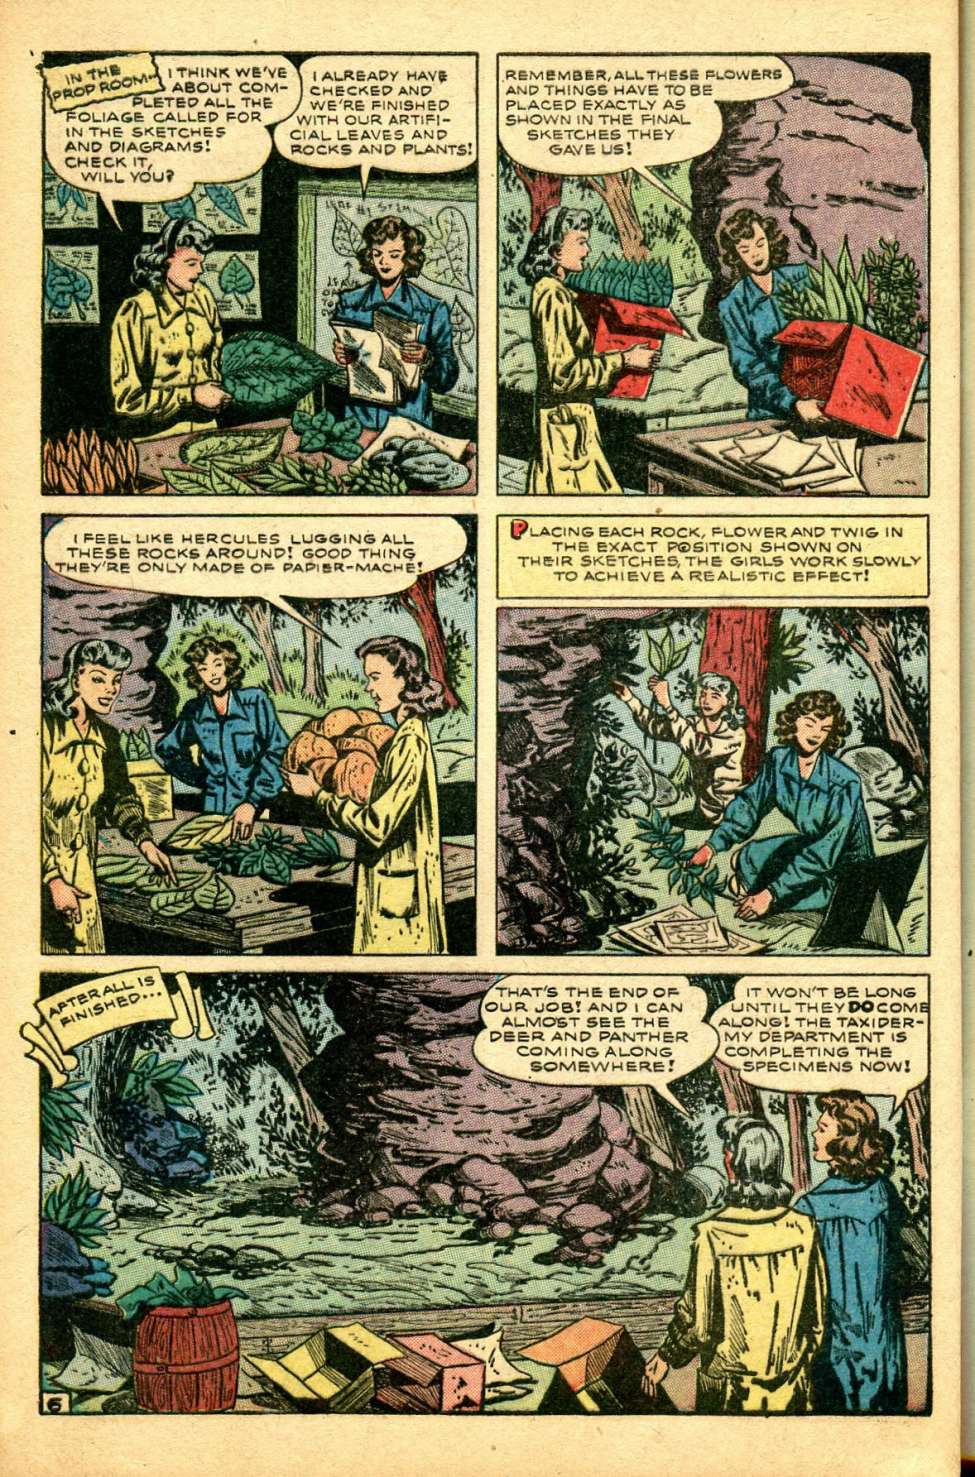 IN THE
PROP ROOM--
I THINK WE'VE
ABOUT COM-
PLETED ALL THE
FOLIAGE CALLED FOR
IN THE SKETCHES
AND DIAGRAMS!
CHECK IT,
WILL YOU?
I ALREADY HAVE
CHECKED AND
WE'RE FINISHED
WITH OUR ARTIFI-
CIAL LEAVES AND
ROCKS AND PLANTS!
REMEMBER, ALL THESE FLOWERS
AND THINGS HAVE TO BE
PLACED EXACTLY AS
SHOWN IN THE FINAL
SKETCHES THEY
GAVE US!
I FEEL LIKE HERCULES LUGGING ALL
THESE ROCKS AROUND! GOOD THING
THEY'RE ONLY MADE OF PAPIER-MACHE!
PLACING EACH ROCK, FLOWER AND TWIG IN
THE EXACT POSITION SHOWN ON
THEIR SKETCHES, THE GIRLS WORK SLOWLY
TO ACHIEVE A REALISTIC EFFECT!
AFTER ALL IS
FINISHED...
THAT'S THE END OF
OUR JOB! AND I CAN
ALMOST SEE THE
DEER AND PANTHER
COMING ALONG
SOMEWHERE!
IT WON'T BE LONG
UNTIL THEY DO COME
ALONG! THE TAXIDER-
MY DEPARTMENT IS
COMPLETING THE
SPECIMENS NOW!
6